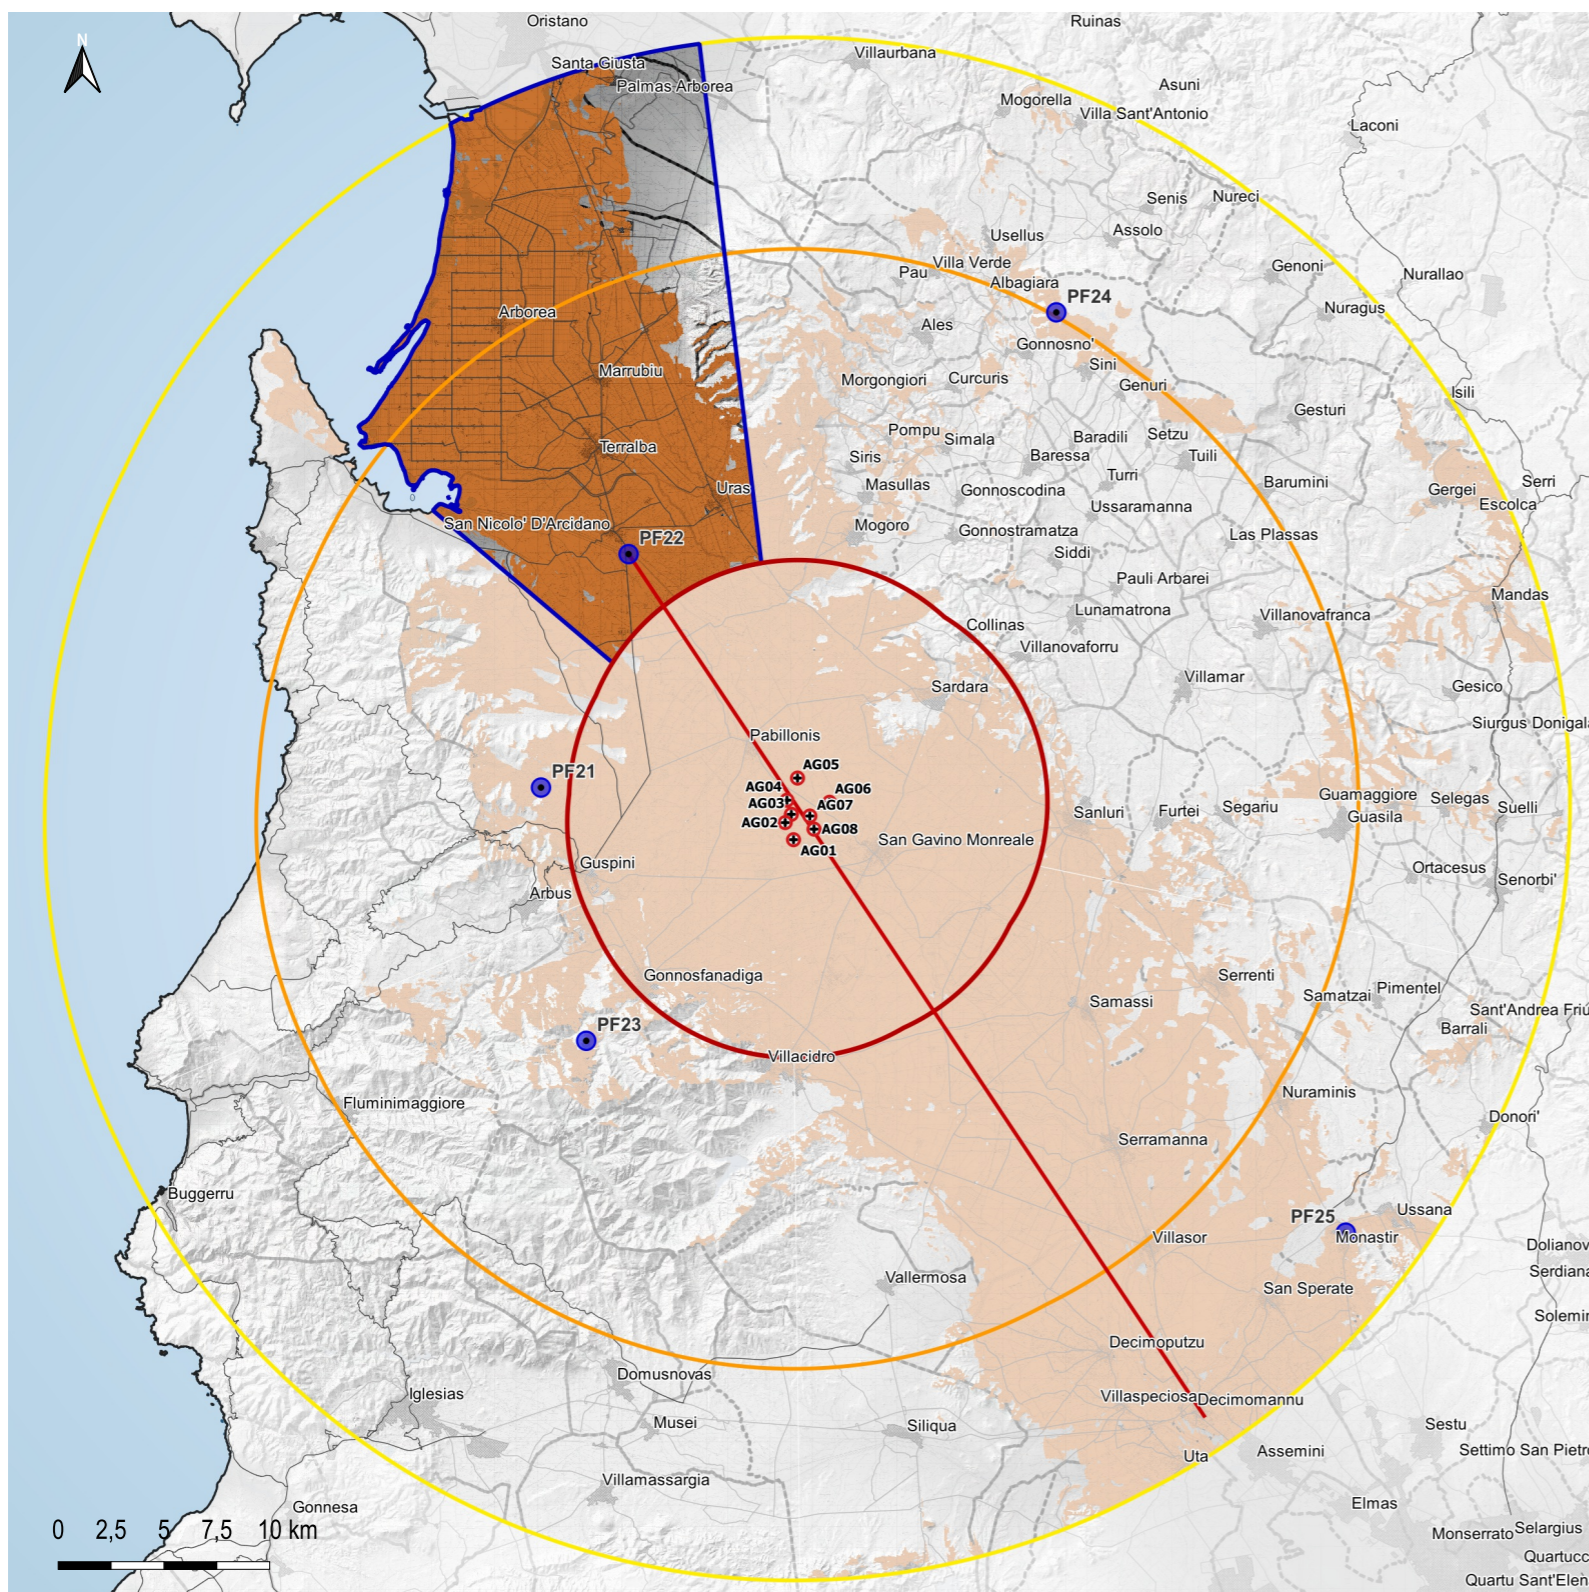 Oristano
Ruinas
N
Villaurbana
Santa Giusta
Palmas Arborea
Asuni
Mogorella
Villa Sant'Antonio
Laconi
Senis
Nureci
Assolo
Usellus
Villa Verde
Pau
Genoni
Nurallao
Albagiara
PF24
Nuragus
Arborea
Ales
Gonnosno'
Sini
Marrubiu
Morgongiori
Curcuris
Genuri
Isili
Gesturi
Pompu
Simala
Baradili
Setzu
Terralba
Siris
Baressa
Tuili
Turri
Uras
Masullas
Gonnoscodina
Barumini
Serri
Gergei
Escolca
Ussaramanna
San Nicolo' D'Arcidano
Mogoro
Gonnostramatza
Las Plassas
PF22
Siddi
Pauli Arbarei
Mandas
Lunamatrona
Villanovafranca
Collinas
Villanovaforru
Sardara
Villamar
Gesico
Siurgus Donigala
Pabillonis
PF21
AG05
AG04
AG06
AG03
AG07
AG02
AG08
AG01
Guamaggiore
Selegas
Segariu
Suelli
Sanluri
Furtei
Guasila
San Gavino Monreale
Guspini
Arbus
Ortacesus
Senorbi'
Gonnosfanadiga
Serrenti
Samassi
Samatzai
Pimentel
Sant'Andrea Friú
Barrali
PF23
Villacidro
Nuraminis
Fluminimaggiore
Donori'
Serramanna
Buggerru
Ussana
PF25
Monastir
Villasor
Dolianov
Serdiana
Vallermosa
San Sperate
Solemin
Decimoputzu
Domusnovas
Iglesias
Villaspeciosa
Decimomannu
Musei
Siliqua
Sestu
Uta
Assemini
Settimo San Pietro
Villamassargia
Gonnesa
Elmas
Monserrato
Selargius
Quartucc
Quartu Sant'Elen
0 2,5 5 7,5 10 km